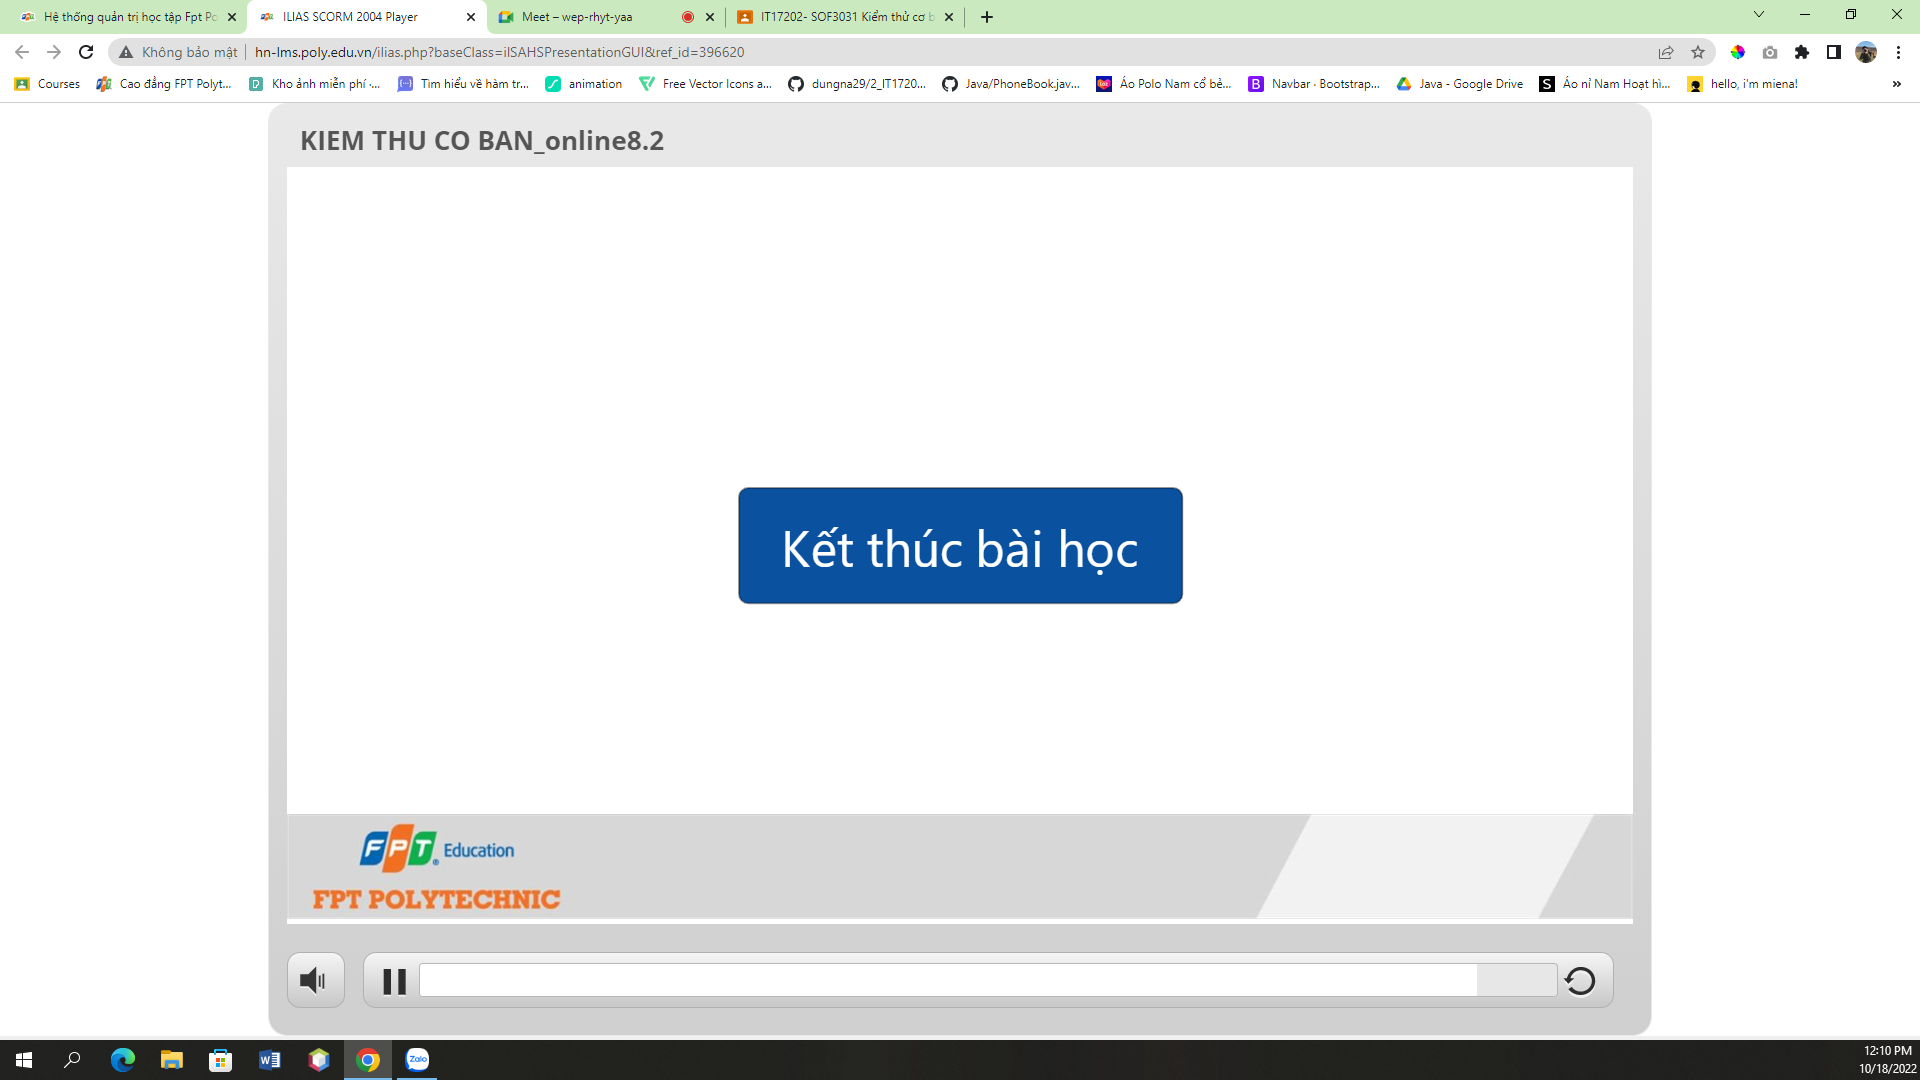 Hệ thống quản trị học tập Fpt Po
ILIAS SCORM 2004 Player
Meet – wep-rhyt-yaa
IT17202- SOF3031 Kiểm thử cơ b
Không bảo mật
hn-lms.poly.edu.vn/ilias.php?baseClass=ilSAHSPresentationGUI&ref_id=396620
Courses
Cao đẳng FPT Polyt...
Kho ảnh miễn phí ·...
Tìm hiểu về hàm tr...
animation
Free Vector Icons a...
dungna29/2_IT1720...
Java/PhoneBook.jav...
Áo Polo Nam cổ bẻ...
Navbar · Bootstrap...
Java - Google Drive
Áo nỉ Nam Hoạt hì...
hello, i'm miena!
»
KIEM THU CO BAN_online8.2
Kết thúc bài học
FPT Education
FPT POLYTECHNIC
Zalo
12:10 PM
10/18/2022